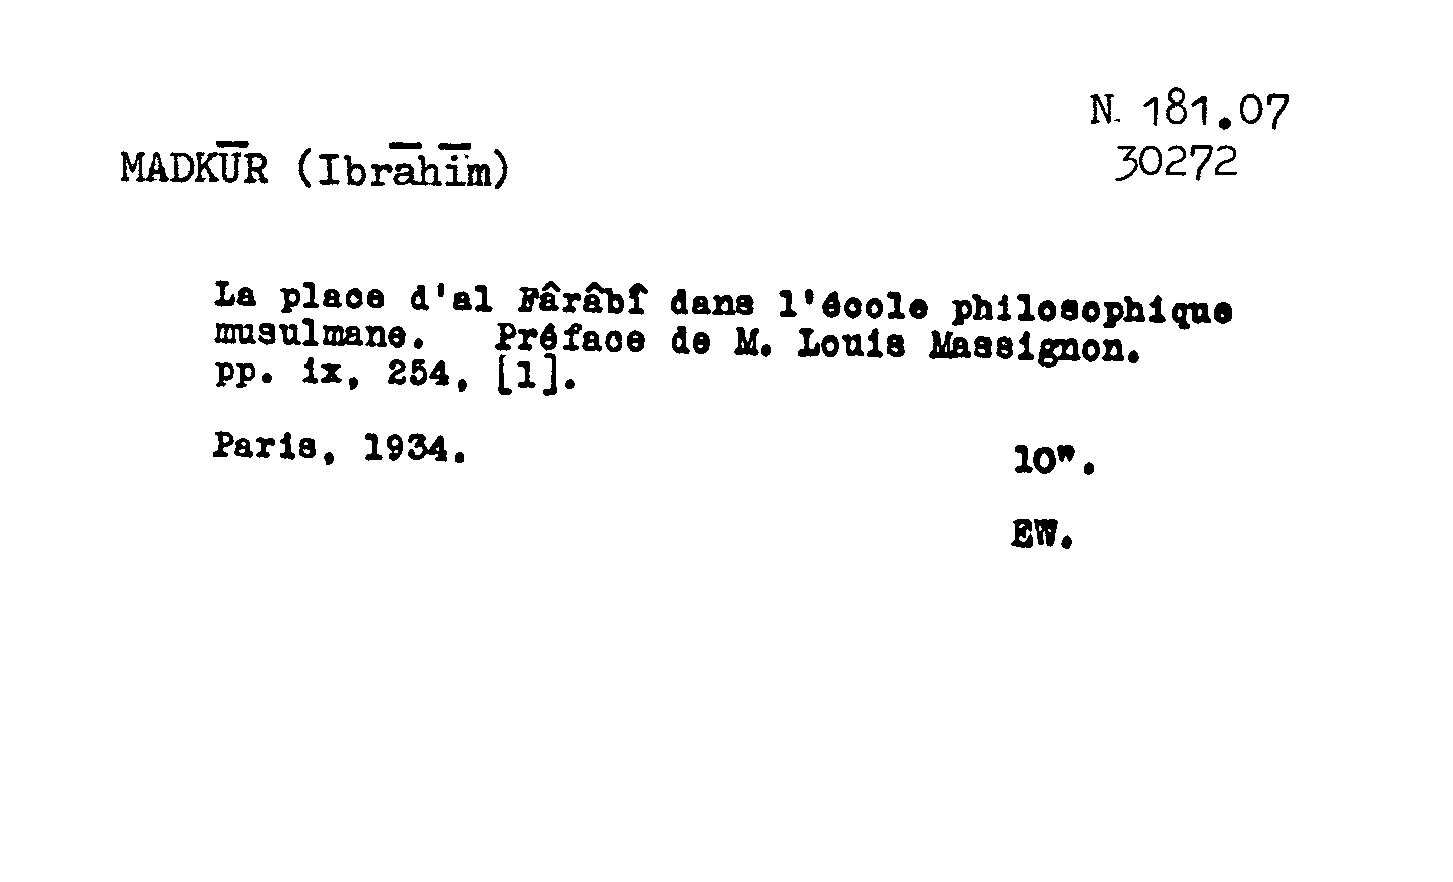 N. 181.07
30272
MADKŪR (Ibrāhīm)
La place d'al Fârâbî dans l'école philosophique
musulmane. Préface de M. Louis Massignon.
pp. ix, 254, [1].
Paris, 1934.
10".
EW.